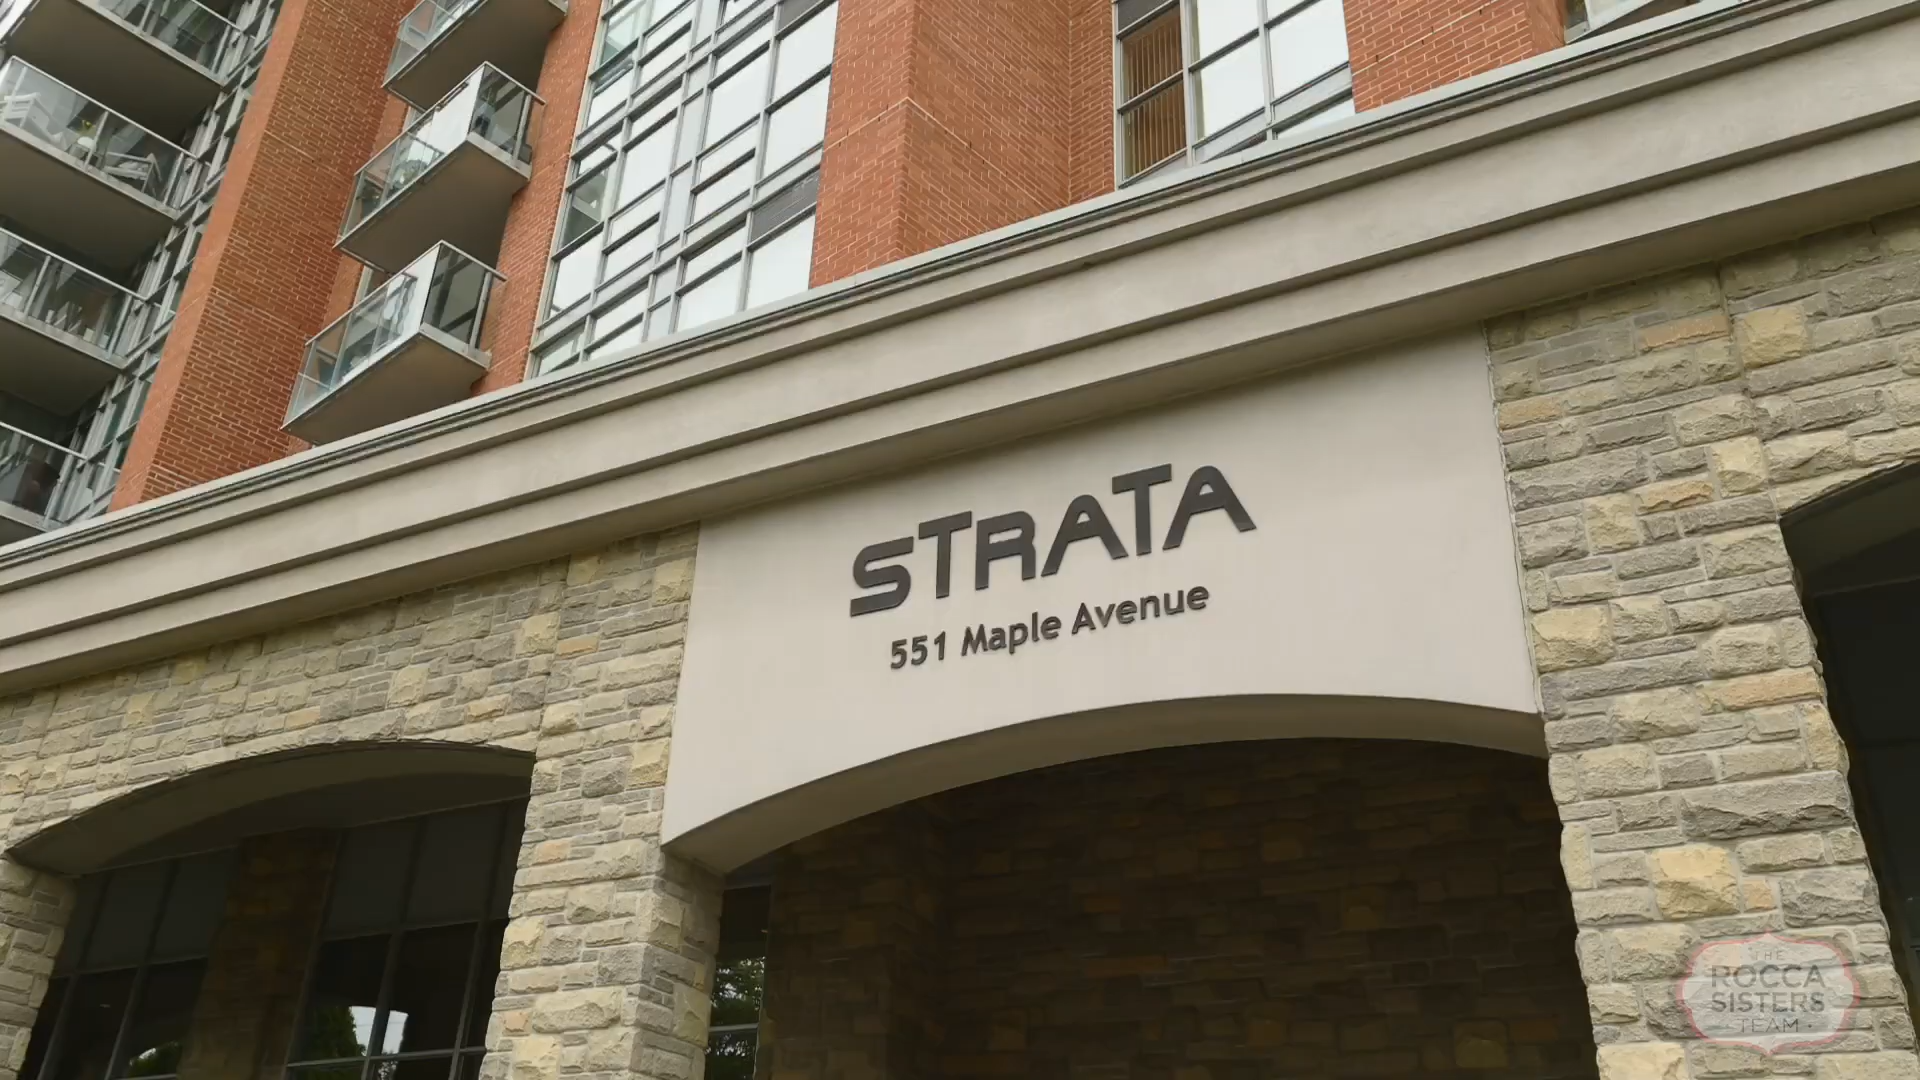 STRATA
551 Maple Avenue
THE
ROCCA
SISTERS
TEAM